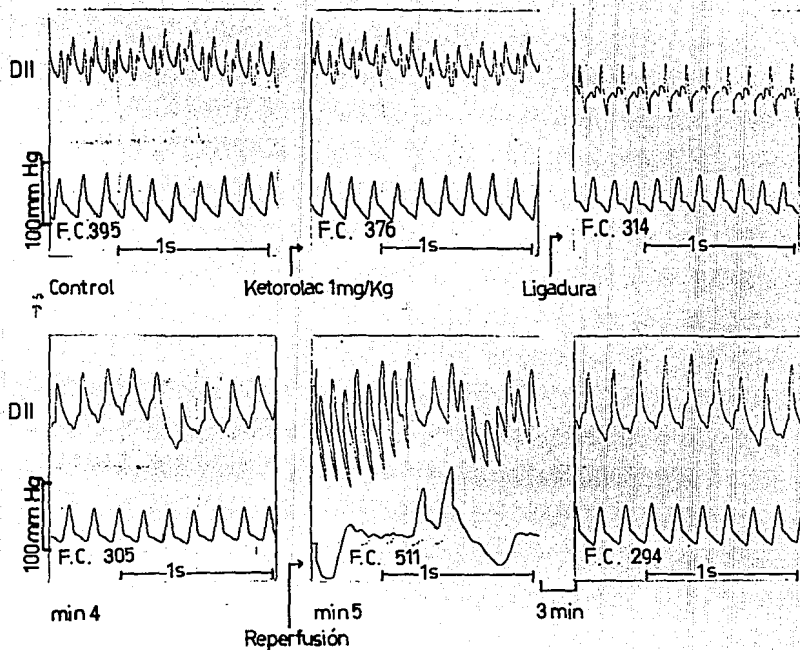 DII
100mm Hg
F.C.395
F.C. 376
F.C. 314
1s
1s
1s
Control
Ketorolac 1mg/Kg
Ligadura
DII
100mm Hg
F.C. 305
F.C. 511
F.C. 294
1s
1s
1s
min 4
min 5
3 min
Reperfusión